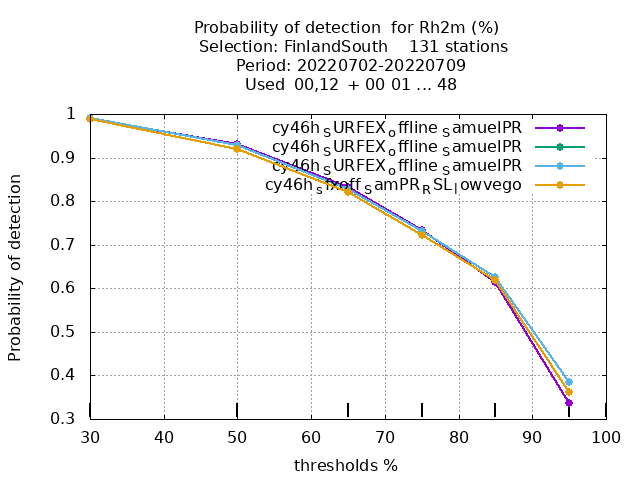 Probability of detection for Rh2m (%)
Selection: FinlandSouth 131 stations
Period: 20220702-20220709
Used 00,12 + 00 01 ... 48
cy46h_SURFEX_offline_SamuelPR
cy46h_SURFEX_offline_SamuelPR
cy46h_SURFEX_offline_SamuelPR
cy46h_sfxoff_SamPR_RSL_lowvego
1
0.9
0.8
0.7
0.6
0.5
0.4
0.3
Probability of detection
30 40 50 60 70 80 90 100
thresholds %